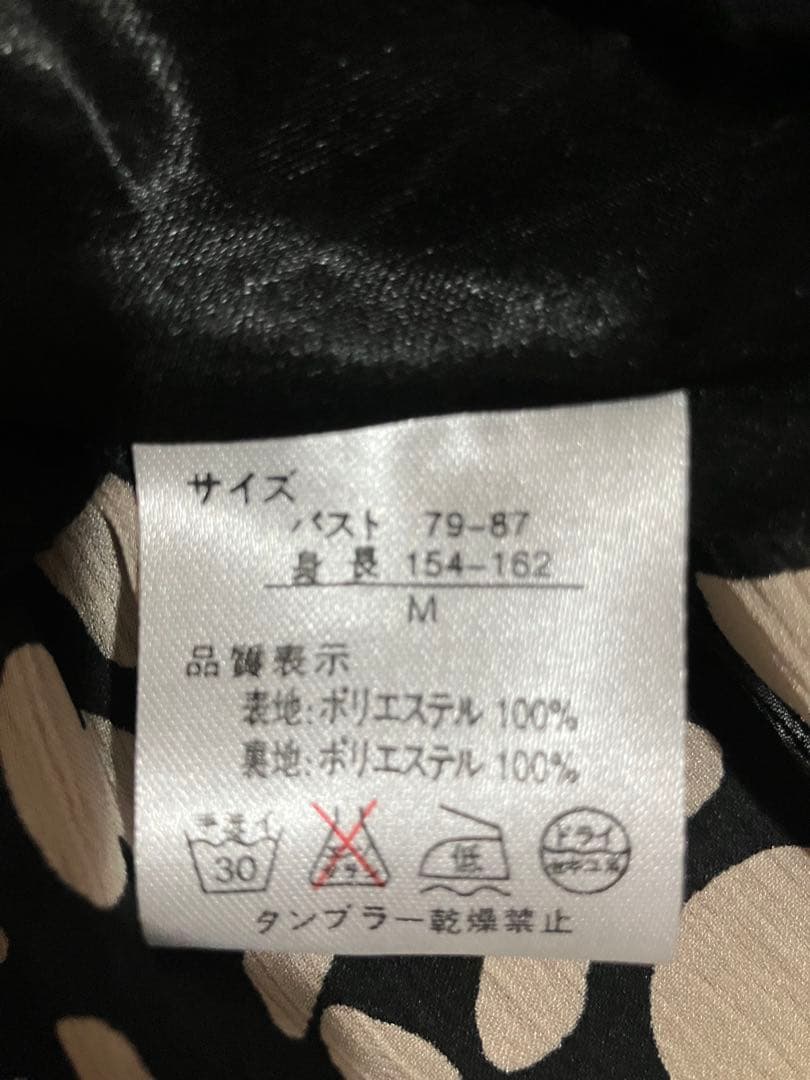 サイズ
バスト 79-87
身長 154-162
M
品質表示
表地:ポリエステル 100%
裏地:ポリエステル 100%
手洗イ 30 低 ドライ
タンブラー乾燥禁止